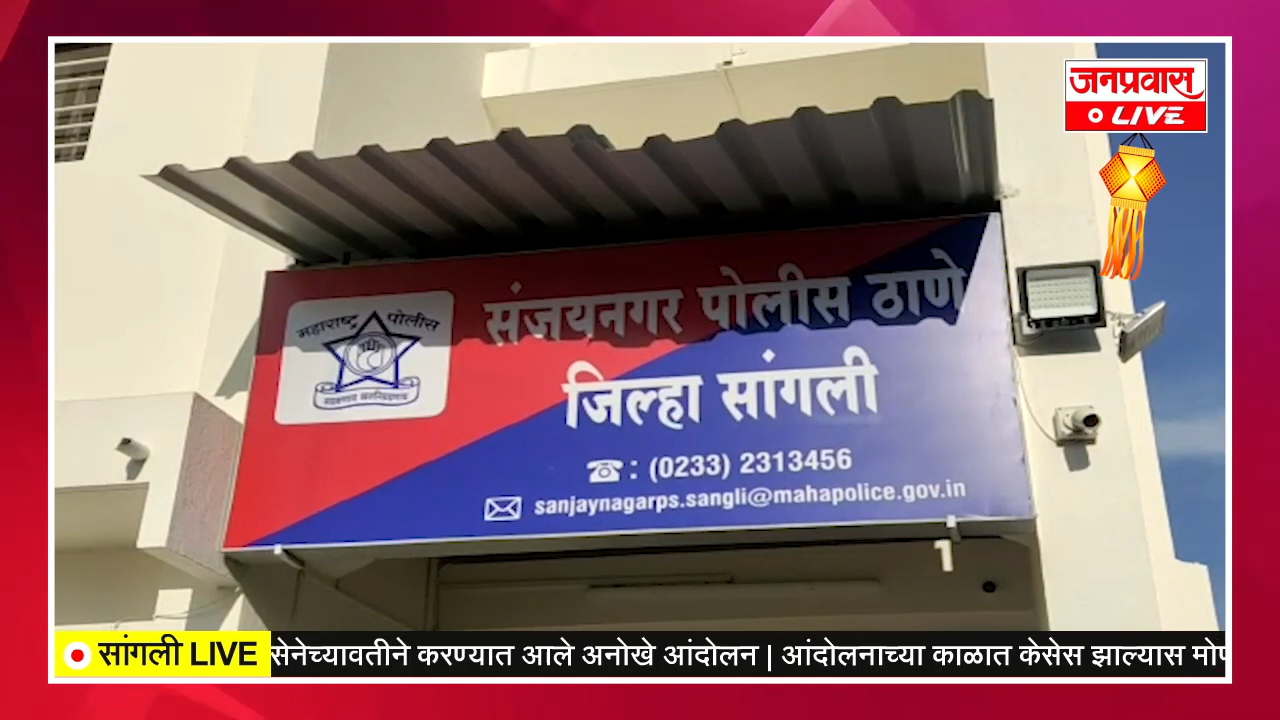 जनप्रवास
LIVE
महाराष्ट्र पोलीस
संजयनगर पोलीस ठाणे
जिल्हा सांगली
: (0233) 2313456
sanjaynagarps.sangli@mahapolice.gov.in
सांगली LIVE
सेनेच्यावतीने करण्यात आले अनोखे आंदोलन | आंदोलनाच्या काळात केसेस झाल्यास